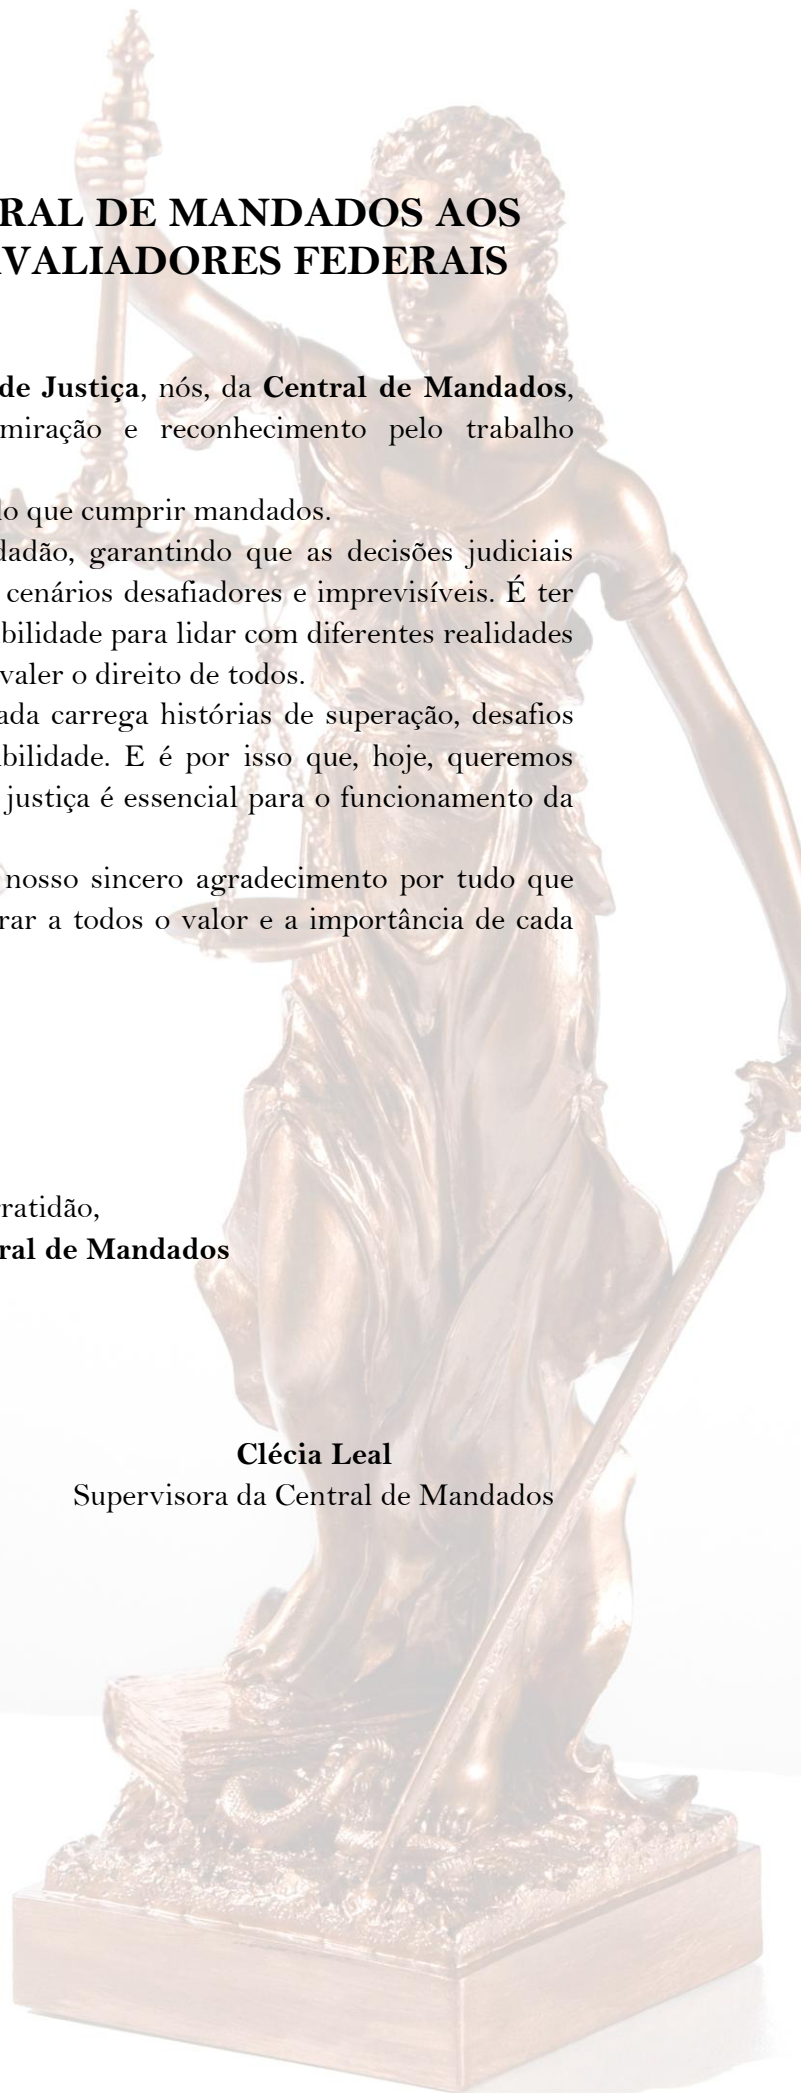 RAL DE MANDADOS AOS
VALIADORES FEDERAIS
de Justiça, nós, da Central de Mandados,
miração e reconhecimento pelo trabalho
lo que cumprir mandados.
dadão, garantindo que as decisões judiciais
cenários desafiadores e imprevisíveis. É ter
bilidade para lidar com diferentes realidades
valer o direito de todos.
ada carrega histórias de superação, desafios
bilidade. E é por isso que, hoje, queremos
justiça é essencial para o funcionamento da
nosso sincero agradecimento por tudo que
rar a todos o valor e a importância de cada
ratidão,
ral de Mandados
Clécia Leal
Supervisora da Central de Mandados